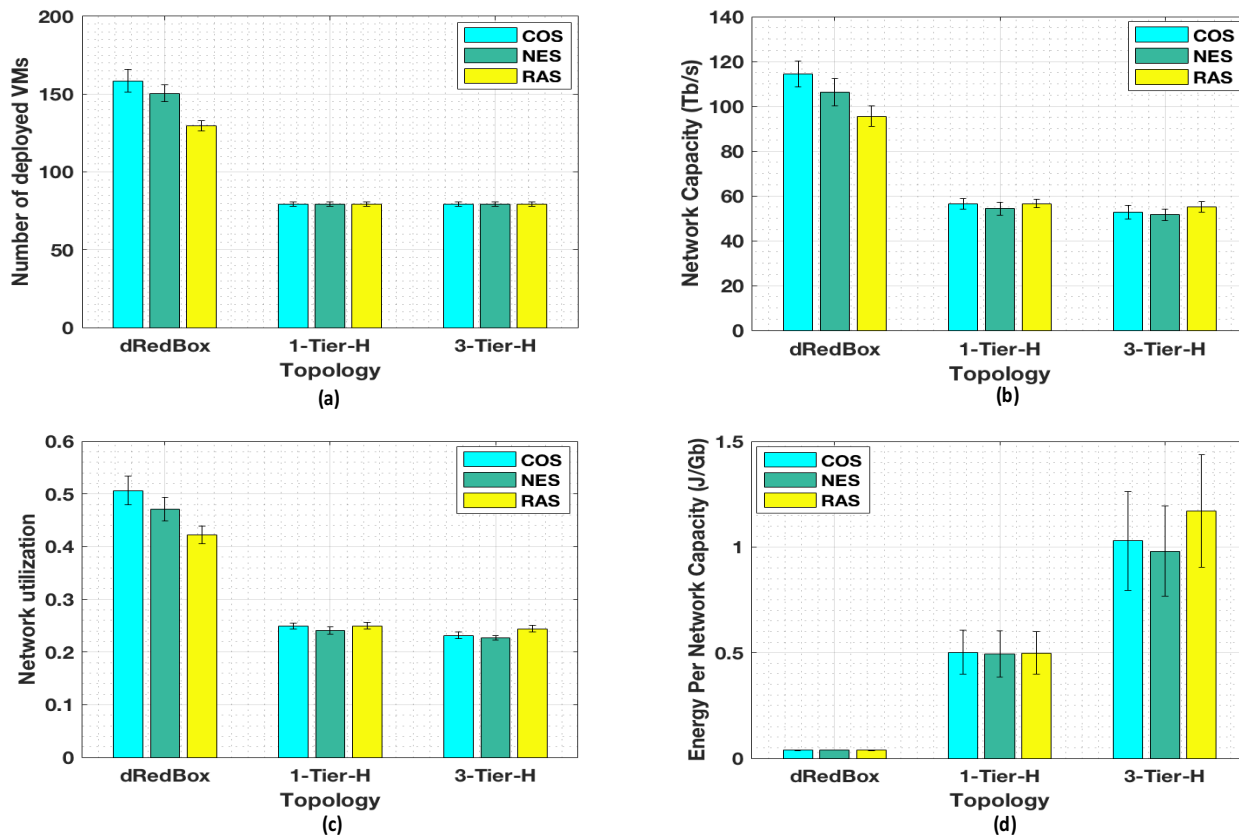 Number of deployed VMs
200
150
100
50
0
COS
NES
RAS
dRedBox 1-Tier-H 3-Tier-H
Topology
(a)
Network Capacity (Tb/s)
140
120
100
80
60
40
20
0
COS
NES
RAS
dRedBox 1-Tier-H 3-Tier-H
Topology
(b)
Network utilization
0.6
0.5
0.4
0.3
0.2
0.1
0
COS
NES
RAS
dRedBox 1-Tier-H 3-Tier-H
Topology
(c)
Energy Per Network Capacity (J/Gb)
1.5
1
0.5
0
COS
NES
RAS
dRedBox 1-Tier-H 3-Tier-H
Topology
(d)